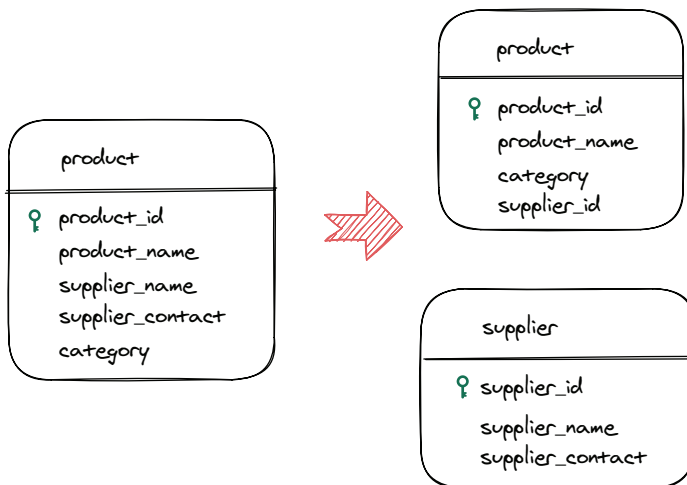 product
product_id
product_name
supplier_name
supplier_contact
category
product
product_id
product_name
category
supplier_id
supplier
supplier_id
supplier_name
supplier_contact